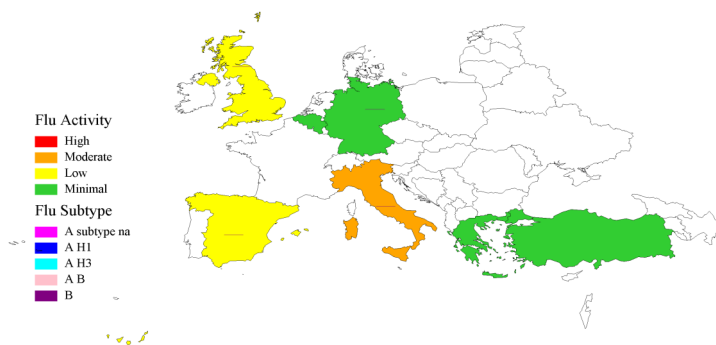 Flu Activity
High
Moderate
Low
Minimal
Flu Subtype
A subtype na
A H1
A H3
A B
B